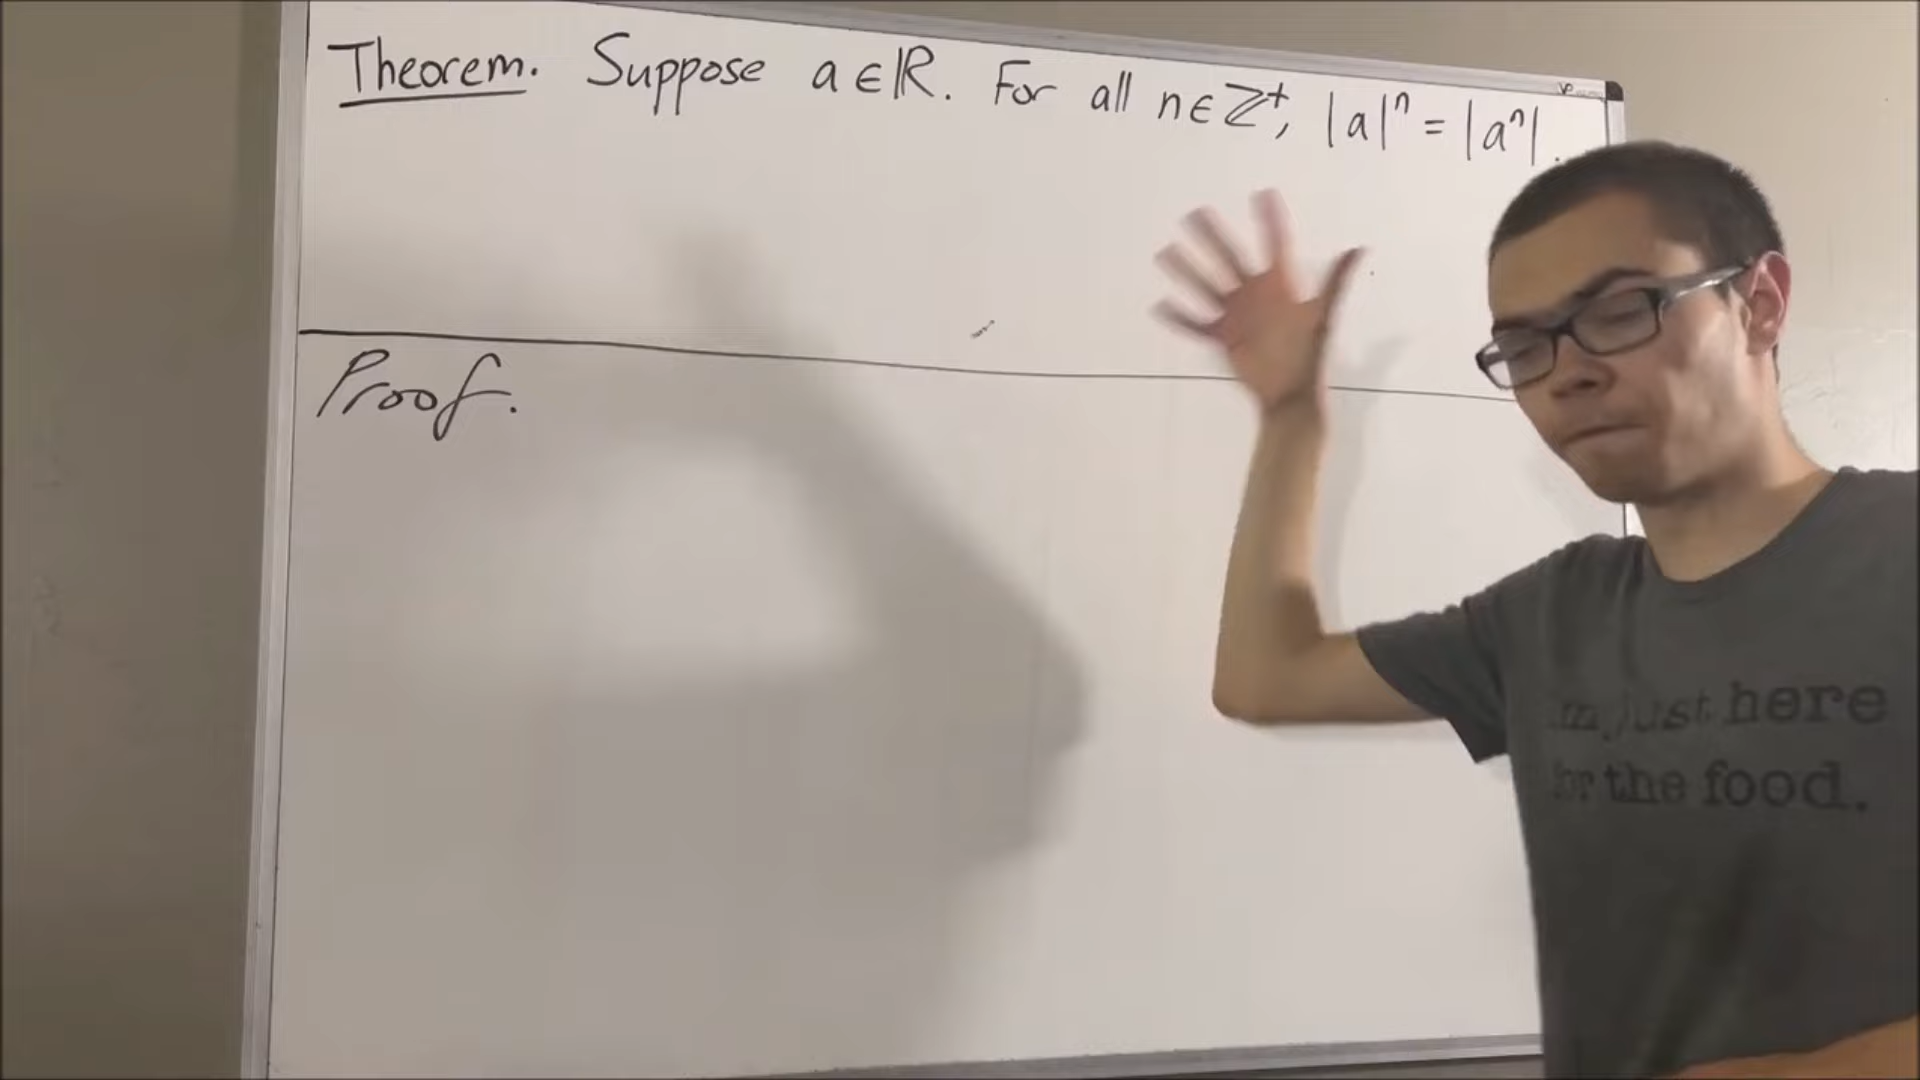 Theorem. Suppose a ∈ ℝ. For all n ∈ ℤ⁺, |a|ⁿ = |aⁿ|.
Proof.
just here
for the food.